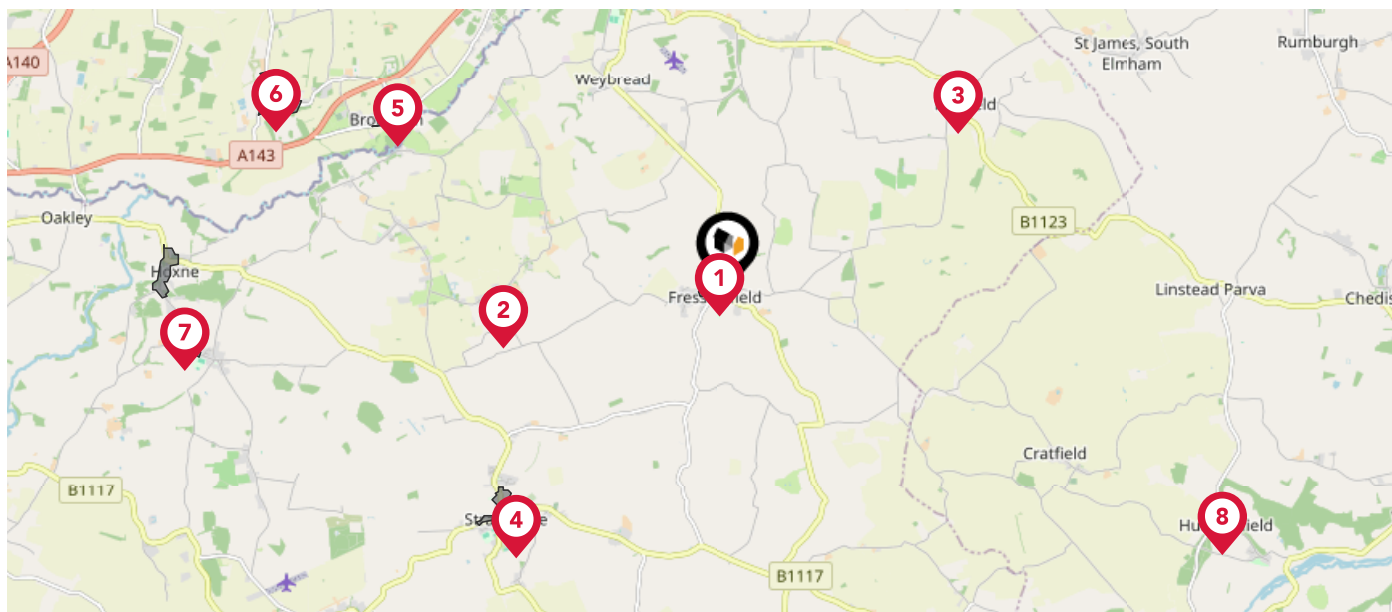 St James, South
Elmham
Rumburgh
A140
Weybread
6
5
3
A143
Oakley
B1123
Hoxne
1
Linstead Parva
2
7
Cratfield
B1117
4
8
B1117